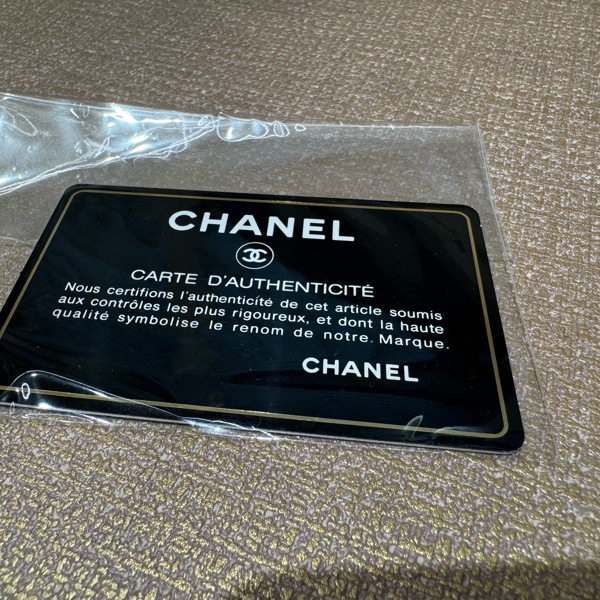 CHANEL
CARTE D'AUTHENTICITÉ
Nous certifions l'authenticité de cet article soumis
aux contrôles les plus rigoureux, et dont la haute
qualité symbolise le renom de notre Marque.
CHANEL